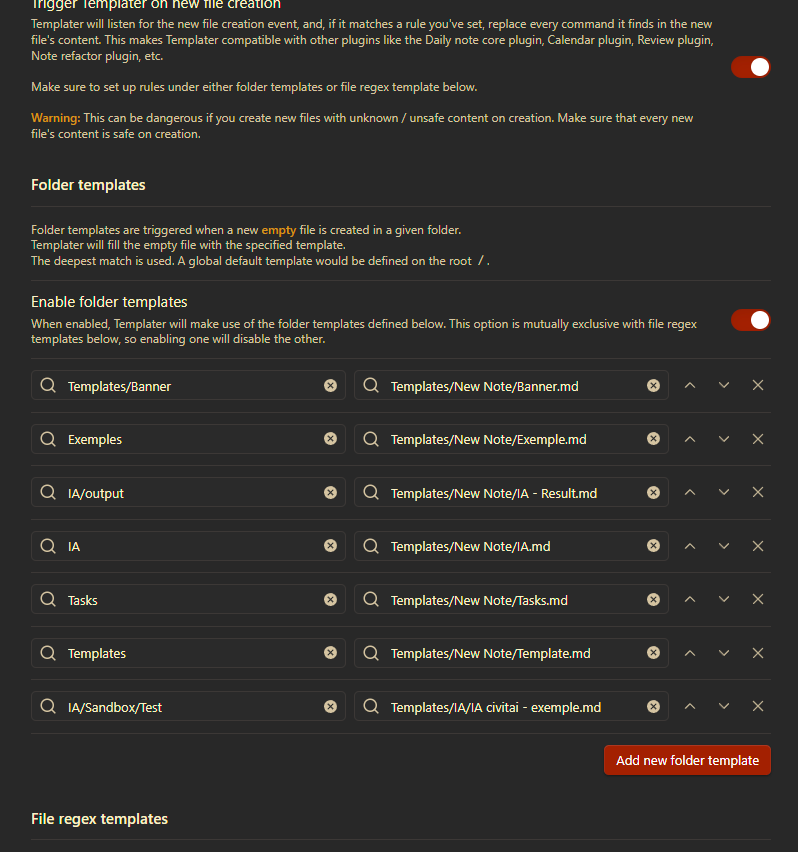 Trigger Templater on new file creation
Templater will listen for the new file creation event, and, if it matches a rule you've set, replace every command it finds in the new
file's content. This makes Templater compatible with other plugins like the Daily note core plugin, Calendar plugin, Review plugin,
Note refactor plugin, etc.
Make sure to set up rules under either folder templates or file regex template below.
Warning: This can be dangerous if you create new files with unknown / unsafe content on creation. Make sure that every new
file's content is safe on creation.
Folder templates
Folder templates are triggered when a new empty file is created in a given folder.
Templater will fill the empty file with the specified template.
The deepest match is used. A global default template would be defined on the root / .
Enable folder templates
When enabled, Templater will make use of the folder templates defined below. This option is mutually exclusive with file regex
templates below, so enabling one will disable the other.
Templates/Banner Templates/New Note/Banner.md
Exemples Templates/New Note/Exemple.md
IA/output Templates/New Note/IA - Result.md
IA Templates/New Note/IA.md
Tasks Templates/New Note/Tasks.md
Templates Templates/New Note/Template.md
IA/Sandbox/Test Templates/IA/IA civitai - exemple.md
Add new folder template
File regex templates